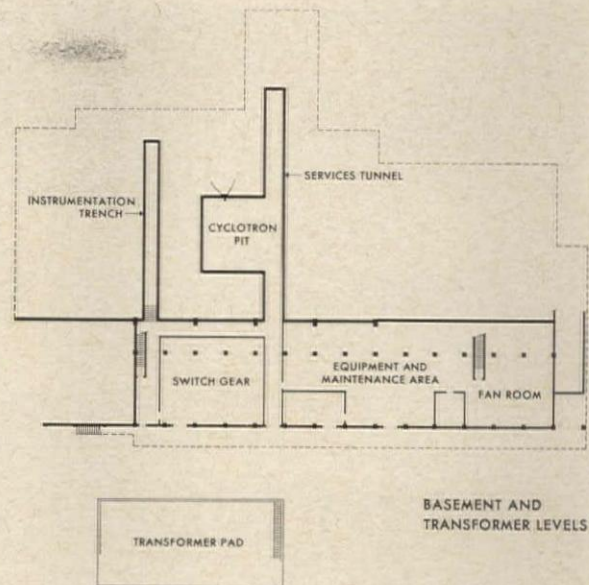 SERVICES TUNNEL
INSTRUMENTATION
TRENCH
CYCLOTRON
PIT
SWITCH GEAR
EQUIPMENT AND
MAINTENANCE AREA
FAN ROOM
BASEMENT AND
TRANSFORMER LEVELS
TRANSFORMER PAD